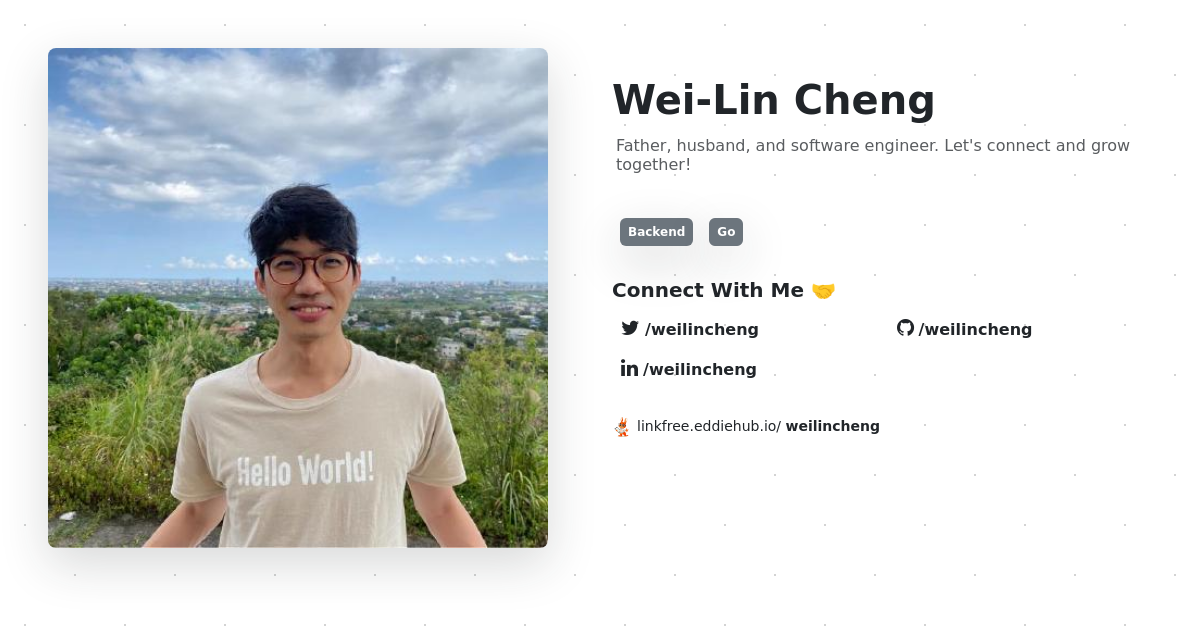 Wei-Lin Cheng
Father, husband, and software engineer. Let's connect and grow
together!
Backend Go
Connect With Me 🤝
/weilincheng /weilincheng
in /weilincheng
linkfree.eddiehub.io/ weilincheng
Hello World!